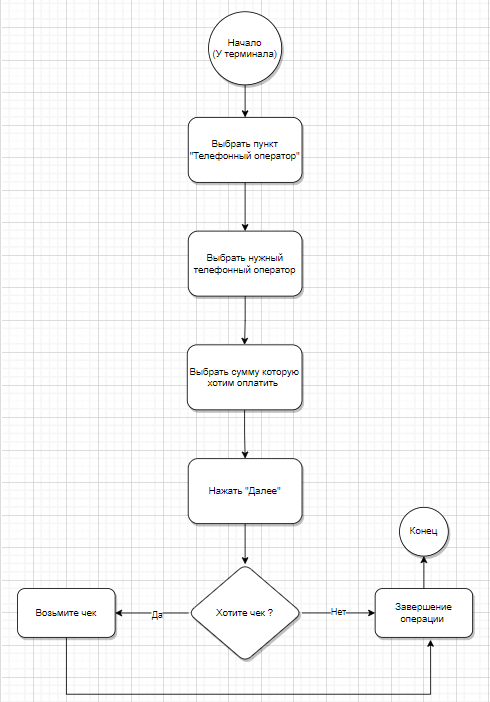 Начало
(У терминала)
Выбрать пункт
"Телефонный оператор"
Выбрать нужный
телефонный оператор
Выбрать сумму которую
хотим оплатить
Нажать "Далее"
Конец
Возьмите чек
Да
Хотите чек ?
Нет
Завершение
операции